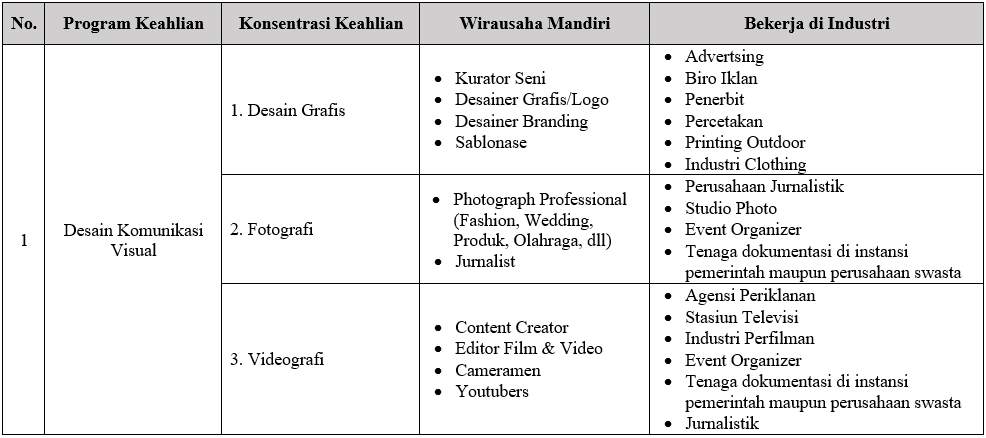 No. Program Keahlian Konsentrasi Keahlian Wirausaha Mandiri Bekerja di Industri
1
Desain Komunikasi
Visual
1. Desain Grafis
• Kurator Seni
• Desainer Grafis/Logo
• Desainer Branding
• Sablonase
• Advertsing
• Biro Iklan
• Penerbit
• Percetakan
• Printing Outdoor
• Industri Clothing
2. Fotografi
• Photograph Professional
(Fashion, Wedding,
Produk, Olahraga, dll)
• Jurnalist
• Perusahaan Jurnalistik
• Studio Photo
• Event Organizer
• Tenaga dokumentasi di instansi
pemerintah maupun perusahaan swasta
3. Videografi
• Content Creator
• Editor Film & Video
• Cameramen
• Youtubers
• Agensi Periklanan
• Stasiun Televisi
• Industri Perfilman
• Event Organizer
• Tenaga dokumentasi di instansi
pemerintah maupun perusahaan swasta
• Jurnalistik